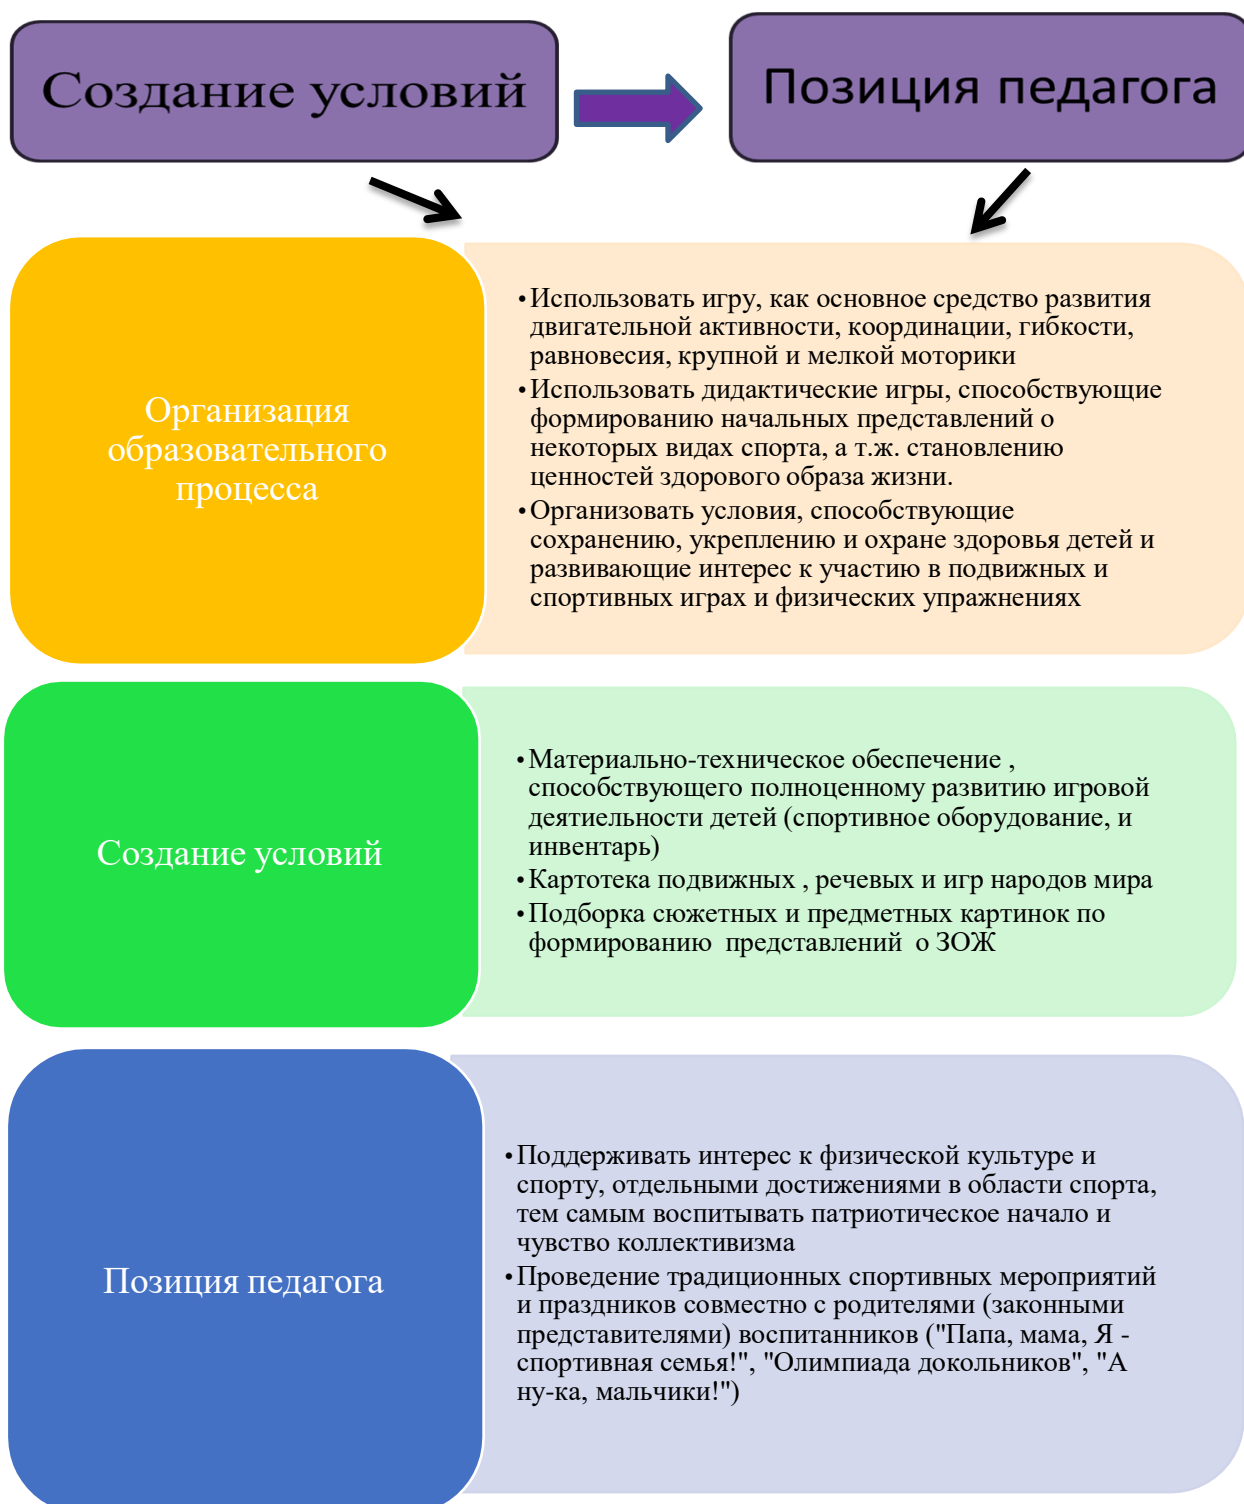 Создание условий
Позиция педагога
Организация
образовательного
процесса
•Использовать игру, как основное средство развития
двигательной активности, координации, гибкости,
равновесия, крупной и мелкой моторики
•Использовать дидактические игры, способствующие
формированию начальных представлений о
некоторых видах спорта, а т.ж. становлению
ценностей здорового образа жизни.
•Организовать условия, способствующие
сохранению, укреплению и охране здоровья детей и
развивающие интерес к участию в подвижных и
спортивных играх и физических упражнениях
Создание условий
•Материально-техническое обеспечение ,
способствующего полноценному развитию игровой
деятиельности детей (спортивное оборудование, и
инвентарь)
•Картотека подвижных , речевых и игр народов мира
•Подборка сюжетных и предметных картинок по
формированию  представлений  о ЗОЖ
Позиция педагога
•Поддерживать интерес к физической культуре и
спорту, отдельными достижениями в области спорта,
тем самым воспитывать патриотическое начало и
чувство коллективизма
•Проведение традиционных спортивных мероприятий
и праздников совместно с родителями (законными
представителями) воспитанников ("Папа, мама, Я -
спортивная семья!", "Олимпиада докольников", "А
ну-ка, мальчики!")